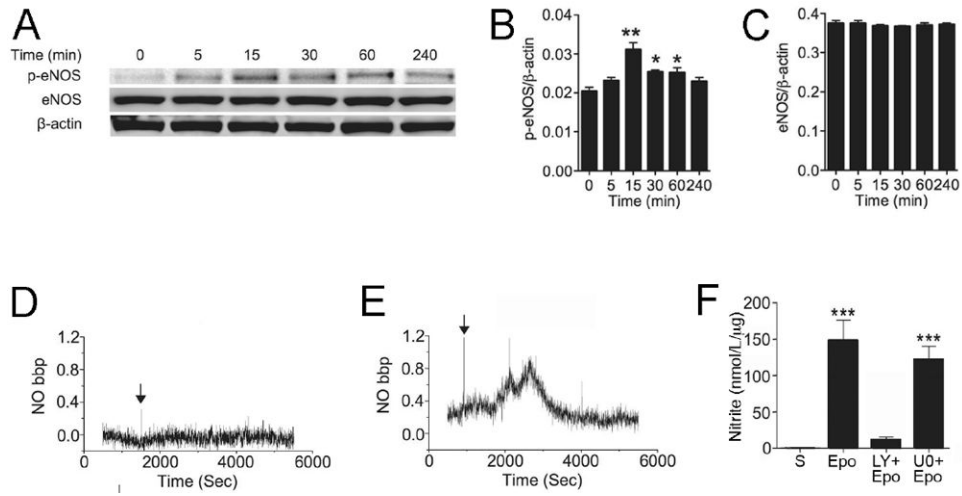 A
Time (min) 0 5 15 30 60 240
p-eNOS
eNOS
β-actin
B
p-eNOS/β-actin
0.04
0.03
0.02
0.01
0.00
** * *
0 5 15 30 60 240
Time (min)
C
eNOS/β-actin
0.4
0.3
0.2
0.1
0.0
0 5 15 30 60 240
Time (min)
D
NO bbp
1.2
0.8
0.4
0.0
0 2000 4000 6000
Time (Sec)
E
NO bbp
1.2
0.8
0.4
0.0
0 2000 4000 6000
Time (Sec)
F
Nitrite (nmol/L/μg)
200
150
100
50
0
*** ***
S Epo LY+ U0+
Epo Epo